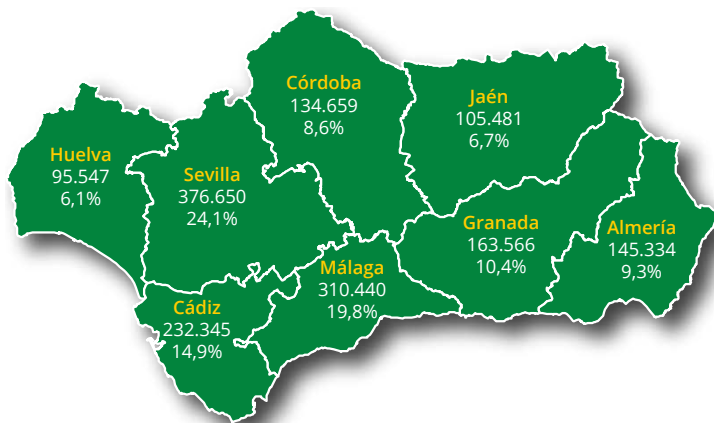 Córdoba
134.659
8,6%
Jaén
105.481
6,7%
Huelva
95.547
6,1%
Sevilla
376.650
24,1%
Granada
163.566
10,4%
Almería
145.334
9,3%
Málaga
310.440
19,8%
Cádiz
232.345
14,9%